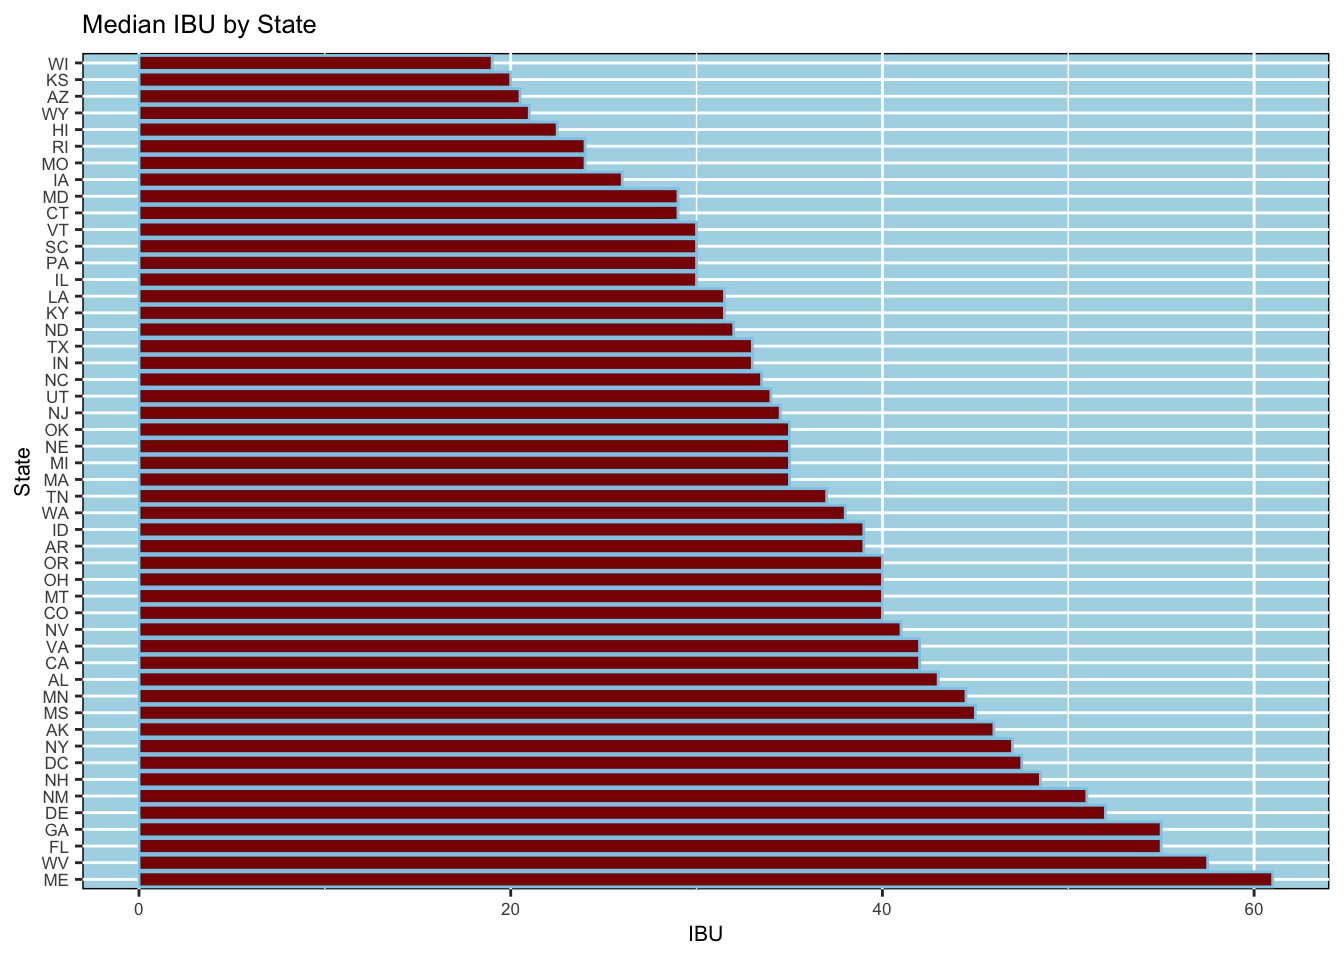 Median IBU by State
WI
KS
AZ
WY
HI
RI
MO
IA
MD
CT
VT
SC
PA
IL
LA
KY
ND
TX
IN
NC
UT
NJ
OK
NE
MI
MA
TN
WA
ID
AR
OR
OH
MT
CO
NV
VA
CA
AL
MN
MS
AK
NY
DC
NH
NM
DE
GA
FL
WV
ME
State
0 20 40 60
IBU